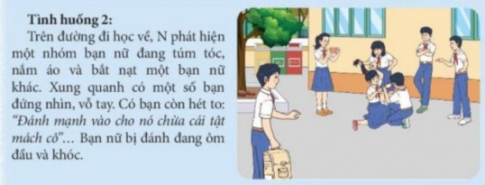 Tình huống 2:
Trên đường đi học về, N phát hiện
một nhóm bạn nữ đang túm tóc,
nắm áo và bắt nạt một bạn nữ
khác. Xung quanh có một số bạn
đứng nhìn, vỗ tay. Có bạn còn hét to:
“Đánh mạnh vào cho nó chừa cái tật
mách cô”... Bạn nữ bị đánh đang ôm
đầu và khóc.